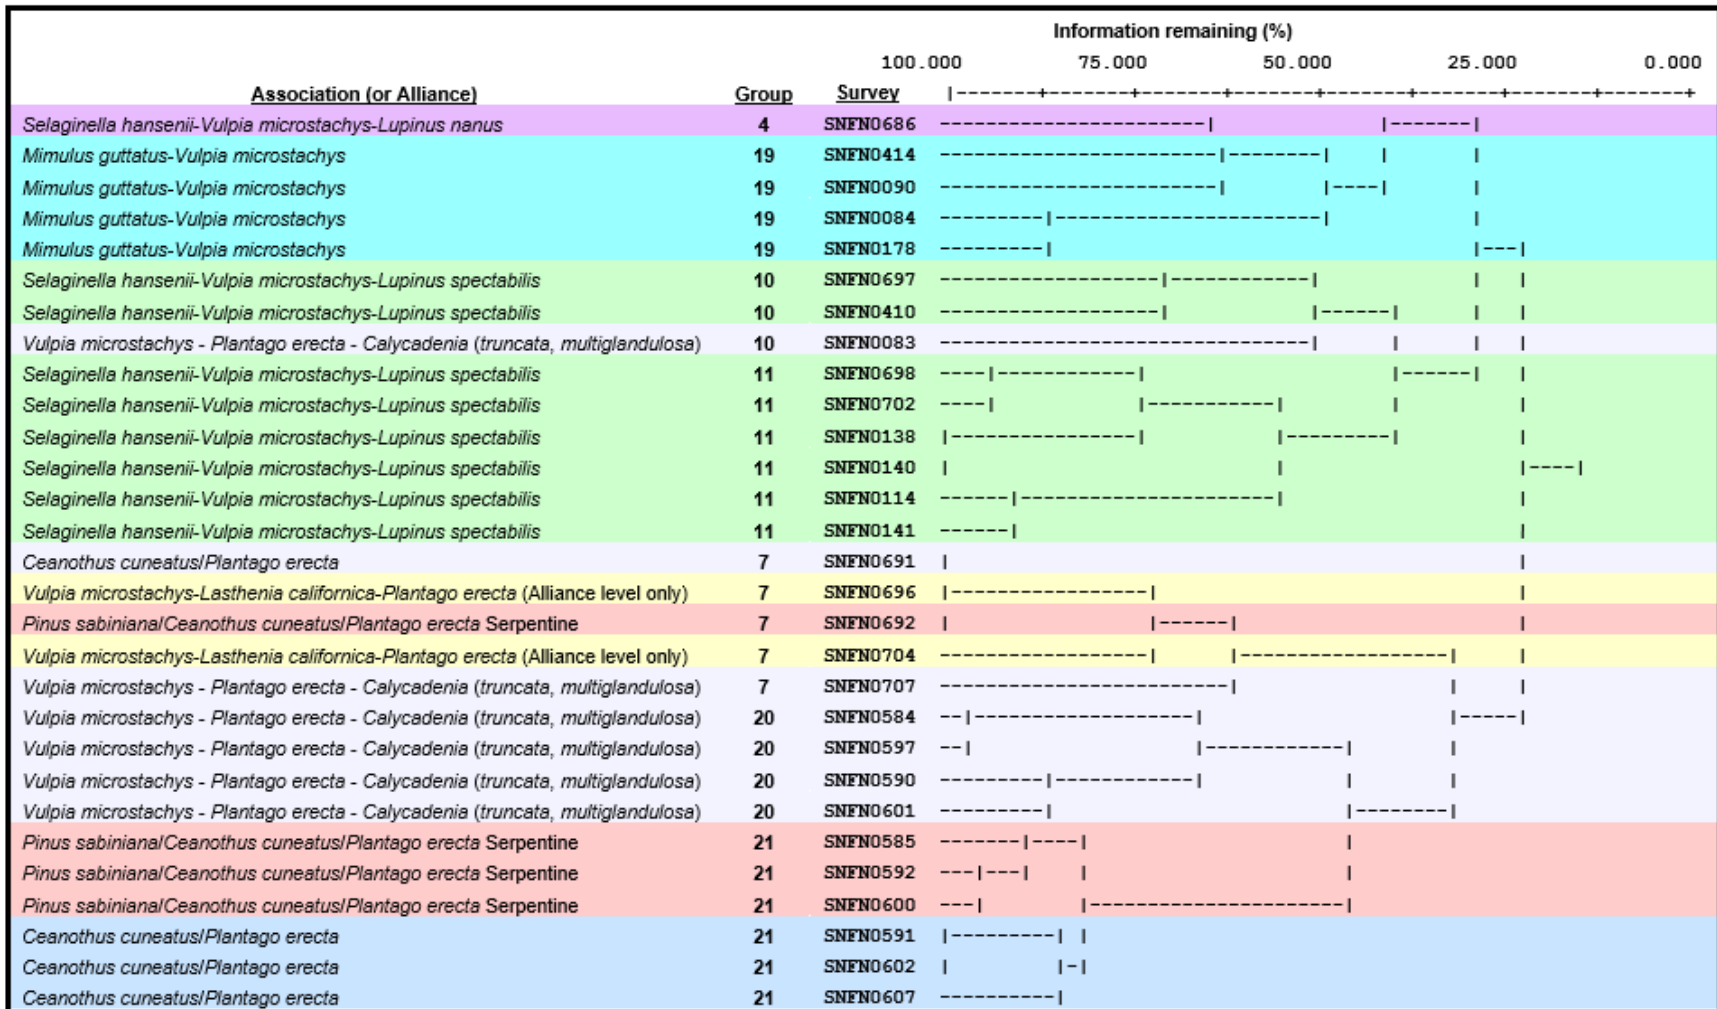 Information remaining (%)
100.000 75.000 50.000 25.000 0.000
Association (or Alliance) Group Survey |-------+-------+-------+-------+-------+-------+-------+-------+
Selaginella hansenii-Vulpia microstachys-Lupinus nanus 4 SNFN0686
Mimulus guttatus-Vulpia microstachys 19 SNFN0414
Mimulus guttatus-Vulpia microstachys 19 SNFN0090
Mimulus guttatus-Vulpia microstachys 19 SNFN0084
Mimulus guttatus-Vulpia microstachys 19 SNFN0178
Selaginella hansenii-Vulpia microstachys-Lupinus spectabilis 10 SNFN0697
Selaginella hansenii-Vulpia microstachys-Lupinus spectabilis 10 SNFN0410
Vulpia microstachys - Plantago erecta - Calycadenia (truncata, multiglandulosa) 10 SNFN0083
Selaginella hansenii-Vulpia microstachys-Lupinus spectabilis 11 SNFN0698
Selaginella hansenii-Vulpia microstachys-Lupinus spectabilis 11 SNFN0702
Selaginella hansenii-Vulpia microstachys-Lupinus spectabilis 11 SNFN0138
Selaginella hansenii-Vulpia microstachys-Lupinus spectabilis 11 SNFN0140
Selaginella hansenii-Vulpia microstachys-Lupinus spectabilis 11 SNFN0114
Selaginella hansenii-Vulpia microstachys-Lupinus spectabilis 11 SNFN0141
Ceanothus cuneatus/Plantago erecta 7 SNFN0691
Vulpia microstachys-Lasthenia californica-Plantago erecta (Alliance level only) 7 SNFN0696
Pinus sabiniana/Ceanothus cuneatus/Plantago erecta Serpentine 7 SNFN0692
Vulpia microstachys-Lasthenia californica-Plantago erecta (Alliance level only) 7 SNFN0704
Vulpia microstachys - Plantago erecta - Calycadenia (truncata, multiglandulosa) 7 SNFN0707
Vulpia microstachys - Plantago erecta - Calycadenia (truncata, multiglandulosa) 20 SNFN0584
Vulpia microstachys - Plantago erecta - Calycadenia (truncata, multiglandulosa) 20 SNFN0597
Vulpia microstachys - Plantago erecta - Calycadenia (truncata, multiglandulosa) 20 SNFN0590
Vulpia microstachys - Plantago erecta - Calycadenia (truncata, multiglandulosa) 20 SNFN0601
Pinus sabiniana/Ceanothus cuneatus/Plantago erecta Serpentine 21 SNFN0585
Pinus sabiniana/Ceanothus cuneatus/Plantago erecta Serpentine 21 SNFN0592
Pinus sabiniana/Ceanothus cuneatus/Plantago erecta Serpentine 21 SNFN0600
Ceanothus cuneatus/Plantago erecta 21 SNFN0591
Ceanothus cuneatus/Plantago erecta 21 SNFN0602
Ceanothus cuneatus/Plantago erecta 21 SNFN0607